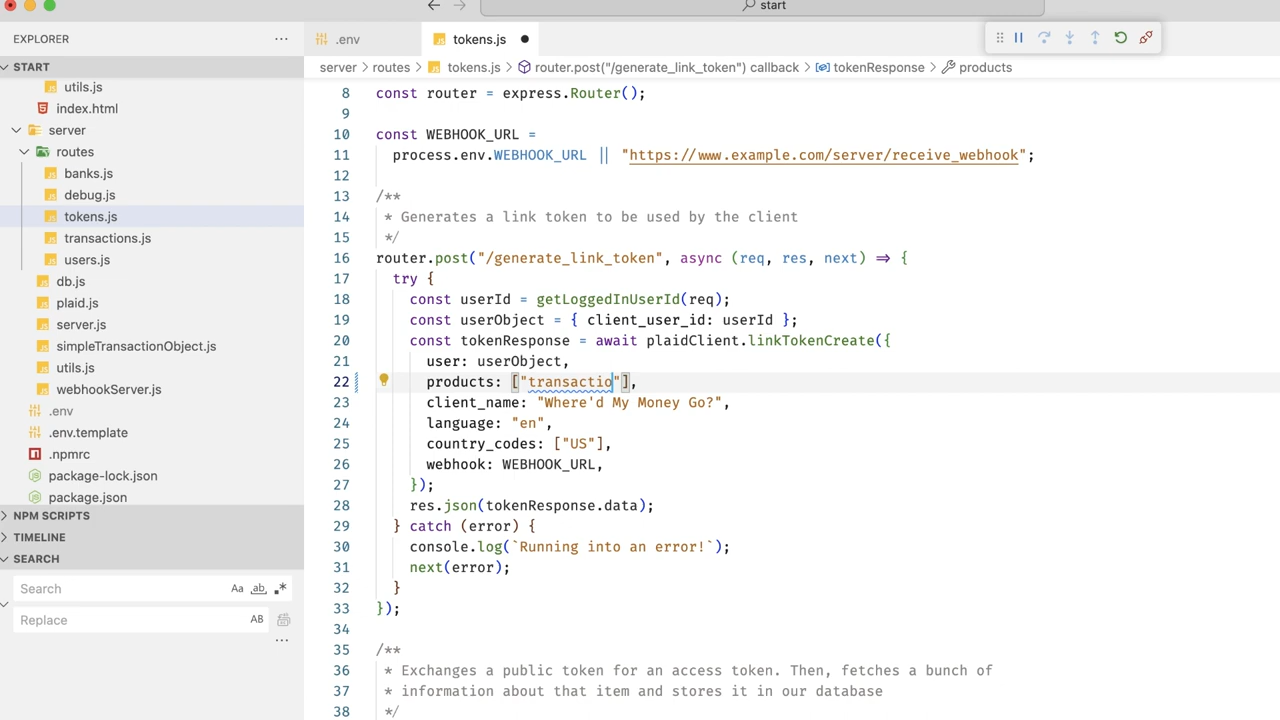 start
EXPLORER
···
.env
tokens.js
START
server > routes > tokens.js > router.post("/generate_link_token") callback > tokenResponse > products
utils.js
index.html
server
routes
banks.js
debug.js
tokens.js
transactions.js
users.js
db.js
plaid.js
server.js
simpleTransactionObject.js
utils.js
webhookServer.js
.env
.env.template
.npmrc
package-lock.json
package.json
NPM SCRIPTS
TIMELINE
SEARCH
Search
Aa ab .*
Replace
AB
···
8 const router = express.Router();
9
10 const WEBHOOK_URL =
11 process.env.WEBHOOK_URL || "https://www.example.com/server/receive_webhook";
12
13 /**
14 * Generates a link token to be used by the client
15 */
16 router.post("/generate_link_token", async (req, res, next) => {
17 try {
18 const userId = getLoggedInUserId(req);
19 const userObject = { client_user_id: userId };
20 const tokenResponse = await plaidClient.linkTokenCreate({
21 user: userObject,
22 products: ["transactio"],
23 client_name: "Where'd My Money Go?",
24 language: "en",
25 country_codes: ["US"],
26 webhook: WEBHOOK_URL,
27 });
28 res.json(tokenResponse.data);
29 } catch (error) {
30 console.log(`Running into an error!`);
31 next(error);
32 }
33 });
34
35 /**
36 * Exchanges a public token for an access token. Then, fetches a bunch of
37 * information about that item and stores it in our database
38 */